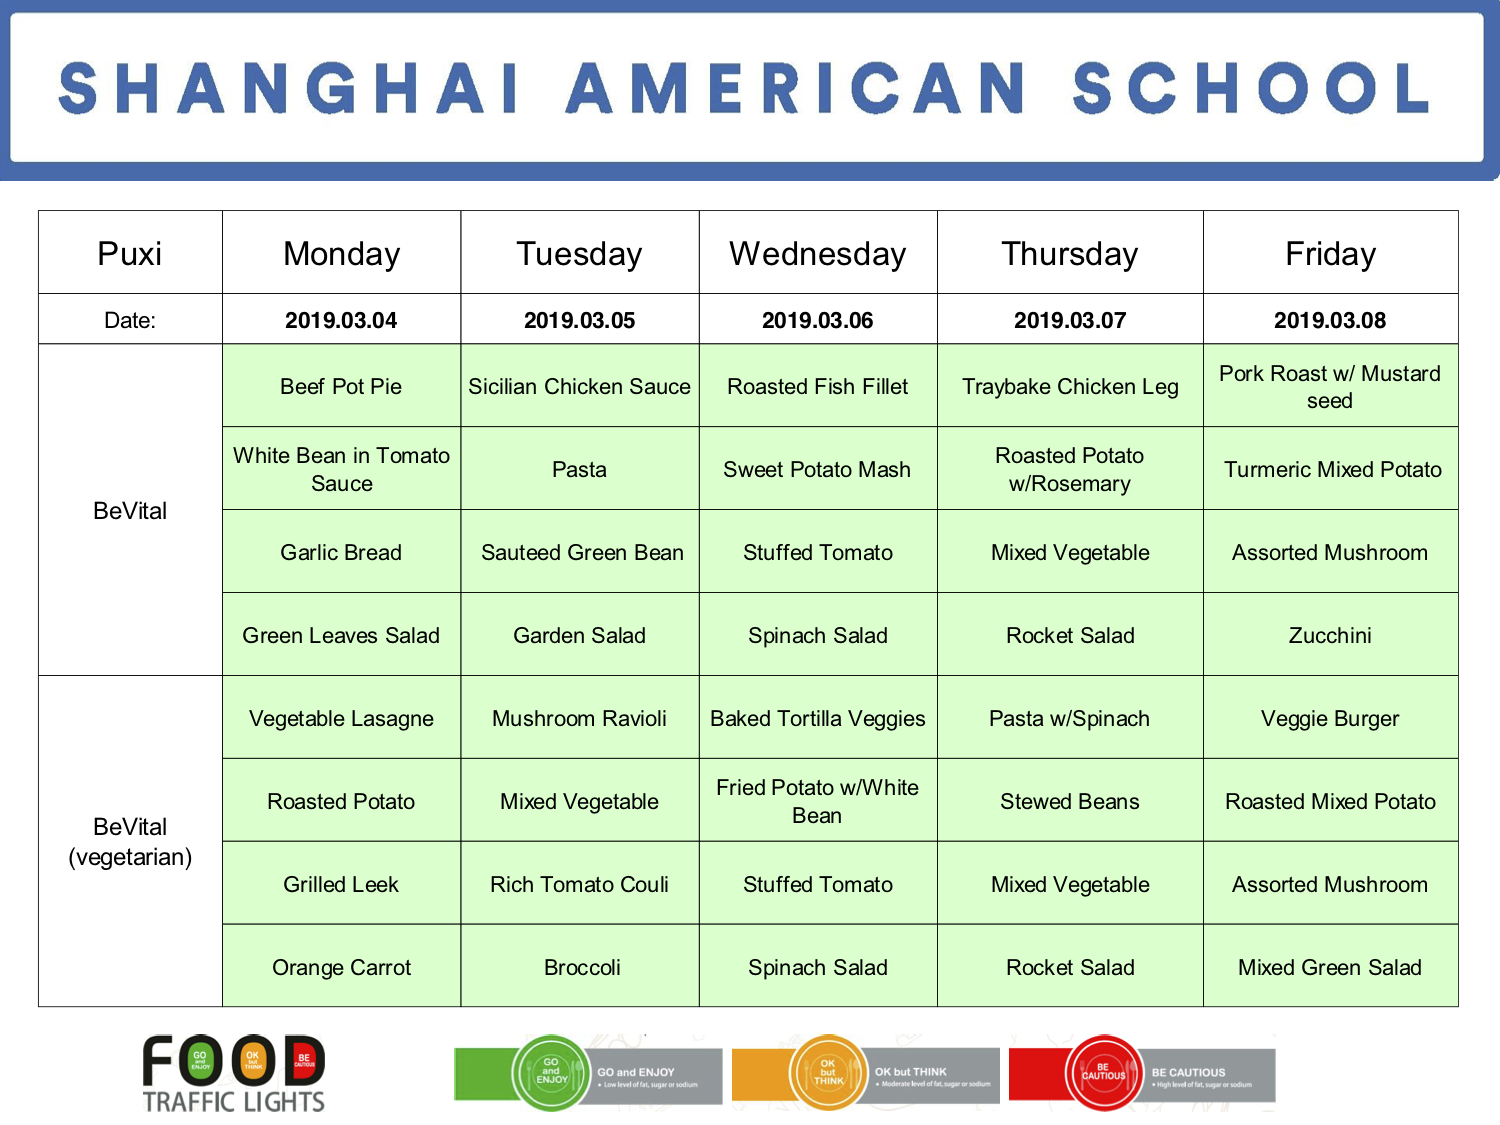 SHANGHAI AMERICAN SCHOOL
Puxi Monday Tuesday Wednesday Thursday Friday
Date: 2019.03.04 2019.03.05 2019.03.06 2019.03.07 2019.03.08
BeVital
Beef Pot Pie
Sicilian Chicken Sauce
Roasted Fish Fillet
Traybake Chicken Leg
Pork Roast w/ Mustard
seed
White Bean in Tomato
Sauce
Pasta
Sweet Potato Mash
Roasted Potato
w/Rosemary
Turmeric Mixed Potato
Garlic Bread
Sauteed Green Bean
Stuffed Tomato
Mixed Vegetable
Assorted Mushroom
Green Leaves Salad
Garden Salad
Spinach Salad
Rocket Salad
Zucchini
BeVital
(vegetarian)
Vegetable Lasagne
Mushroom Ravioli
Baked Tortilla Veggies
Pasta w/Spinach
Veggie Burger
Roasted Potato
Mixed Vegetable
Fried Potato w/White
Bean
Stewed Beans
Roasted Mixed Potato
Grilled Leek
Rich Tomato Couli
Stuffed Tomato
Mixed Vegetable
Assorted Mushroom
Orange Carrot
Broccoli
Spinach Salad
Rocket Salad
Mixed Green Salad
FOOD
GO
and
ENJOY
OK
but
THINK
BE
CAUTIOUS
TRAFFIC LIGHTS
GO
and
ENJOY
GO and ENJOY
• Low level of fat, sugar or sodium
OK
but
THINK
OK but THINK
• Moderate level of fat, sugar or sodium
BE
CAUTIOUS
BE CAUTIOUS
• High level of fat, sugar or sodium